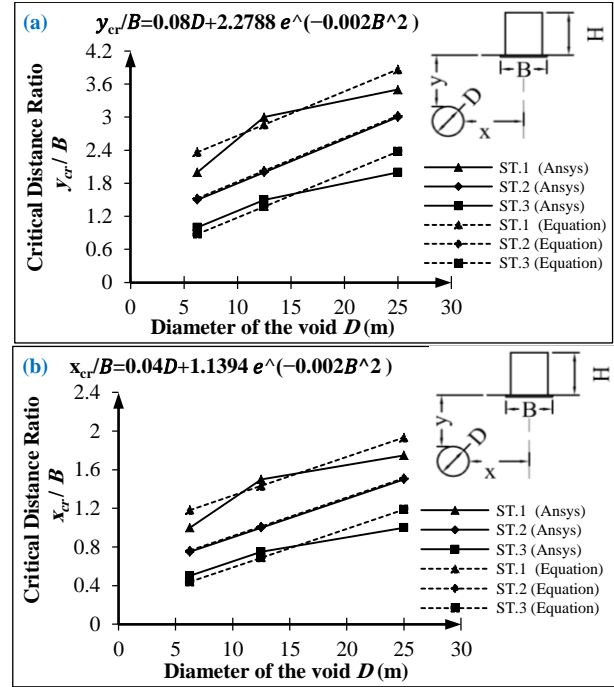 (a) y_cr/B=0.08D+2.2788 e^(−0.002B^2 )
4.2
3.6
3
2.4
1.8
1.2
0.6
0
0 5 10 15 20 25 30
Critical Distance Ratio
y_cr / B
Diameter of the void D (m)
H
B
y
D
x
ST.1 (Ansys)
ST.2 (Ansys)
ST.3 (Ansys)
ST.1 (Equation)
ST.2 (Equation)
ST.3 (Equation)
(b) x_cr/B=0.04D+1.1394 e^(−0.002B^2 )
2.4
2
1.6
1.2
0.8
0.4
0
0 5 10 15 20 25 30
Critical Distance Ratio
x_cr / B
Diameter of the void D (m)
H
B
y
D
x
ST.1 (Ansys)
ST.2 (Ansys)
ST.3 (Ansys)
ST.1 (Equation)
ST.2 (Equation)
ST.3 (Equation)